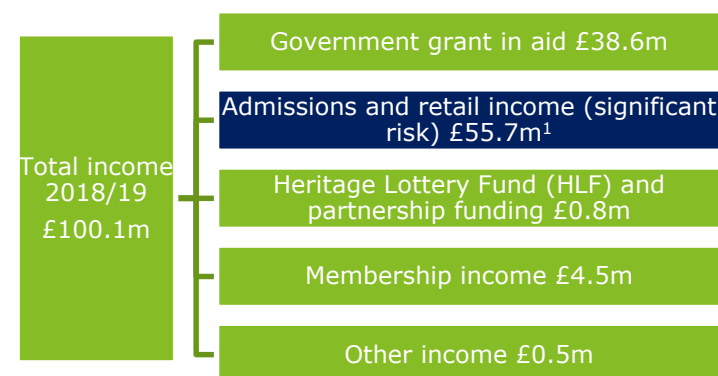 Total income
2018/19
£100.1m
Government grant in aid £38.6m
Admissions and retail income (significant
risk) £55.7m¹
Heritage Lottery Fund (HLF) and
partnership funding £0.8m
Membership income £4.5m
Other income £0.5m